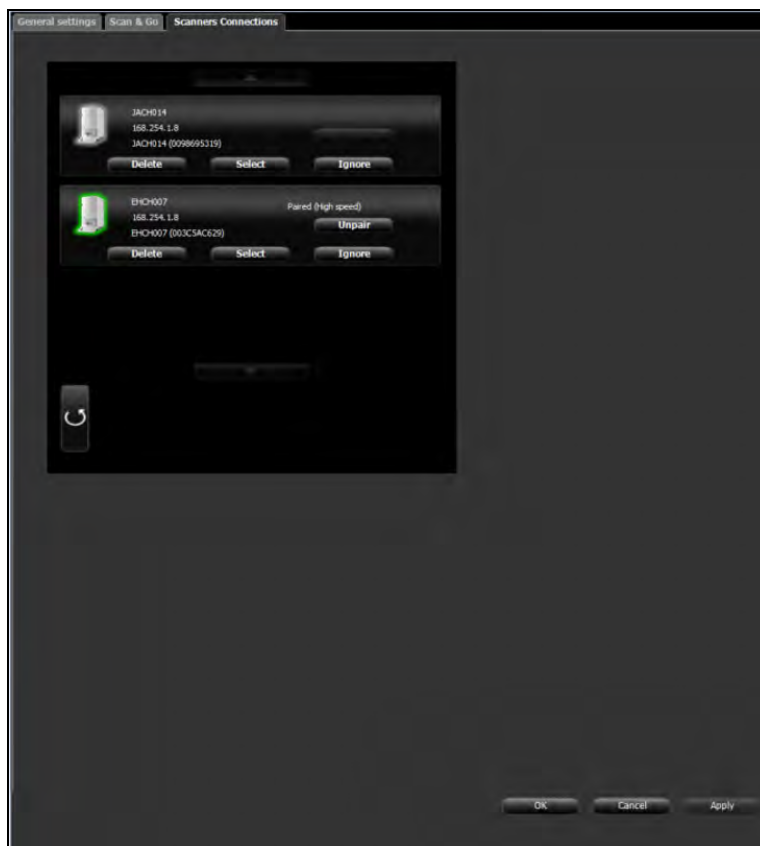 General settings Scan & Go Scanners Connections
JACH014
168.254.1.8
JACH014 (0098695319)
Delete Select Ignore
EHCH007
Paired (High speed)
168.254.1.8
Unpair
EHCH007 (003C5AC629)
Delete Select Ignore
OK Cancel Apply